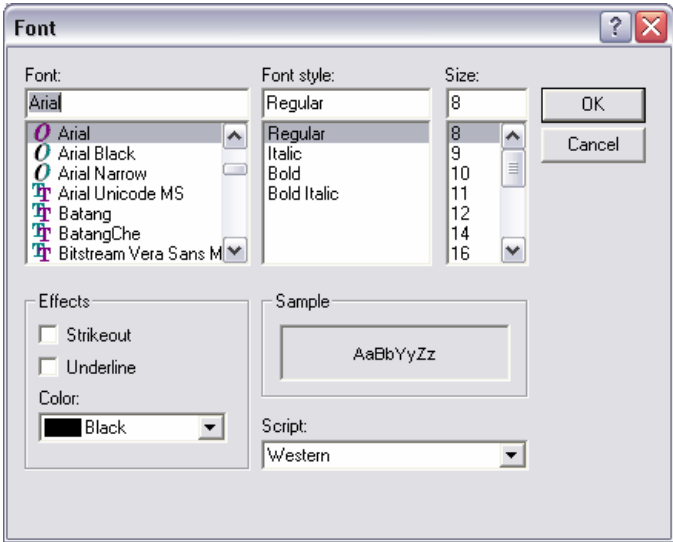 Font
Font:
Font style:
Size:
Arial
Regular
8
OK
Cancel
Arial
Arial Black
Arial Narrow
Arial Unicode MS
Batang
BatangChe
Bitstream Vera Sans M
Regular
Italic
Bold
Bold Italic
8
9
10
11
12
14
16
Effects
Strikeout
Underline
Color:
Black
Sample
AaBbYyZz
Script:
Western